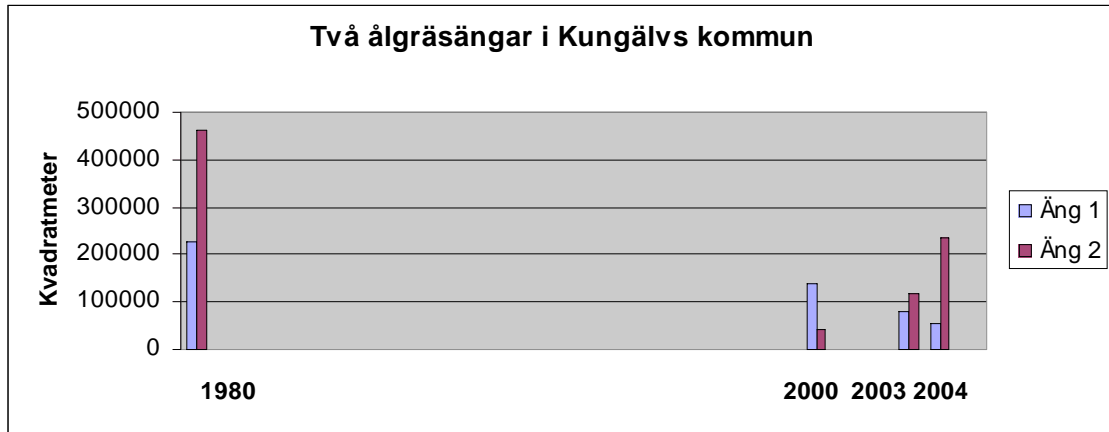 Två ålgräsängar i Kungälvs kommun
Kvadratmeter
500000
400000
300000
200000
100000
0
1980 2000 2003 2004
Äng 1
Äng 2